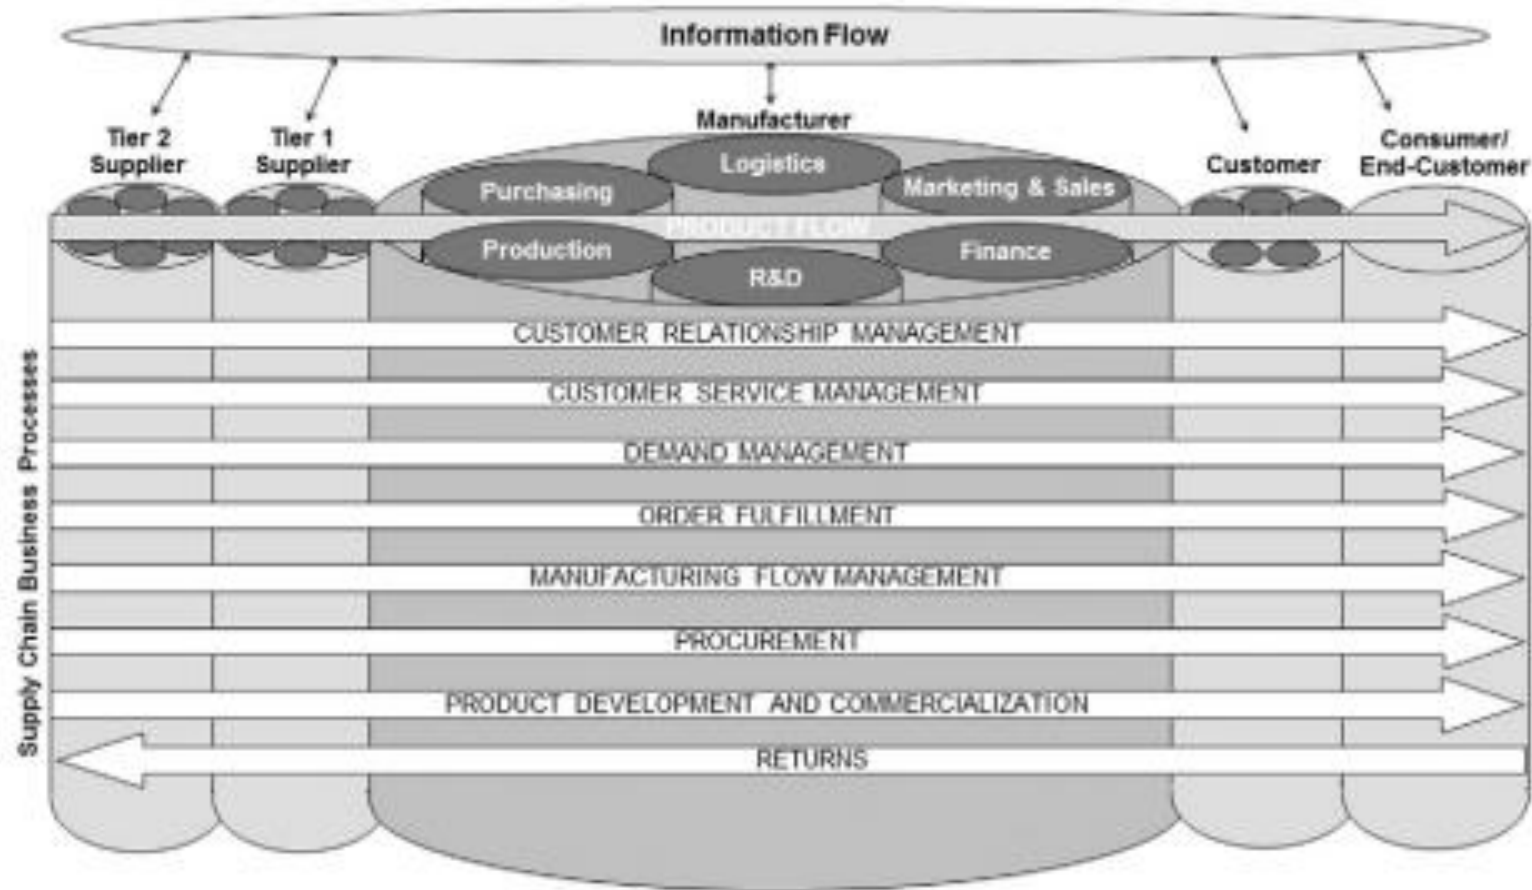 Information Flow
Tier 2
Supplier
Tier 1
Supplier
Manufacturer
Customer
Consumer/
End-Customer
Logistics
Purchasing
Marketing & Sales
PRODUCT FLOW
Production
Finance
R&D
Supply Chain Business Processes
CUSTOMER RELATIONSHIP MANAGEMENT
CUSTOMER SERVICE MANAGEMENT
DEMAND MANAGEMENT
ORDER FULFILLMENT
MANUFACTURING FLOW MANAGEMENT
PROCUREMENT
PRODUCT DEVELOPMENT AND COMMERCIALIZATION
RETURNS